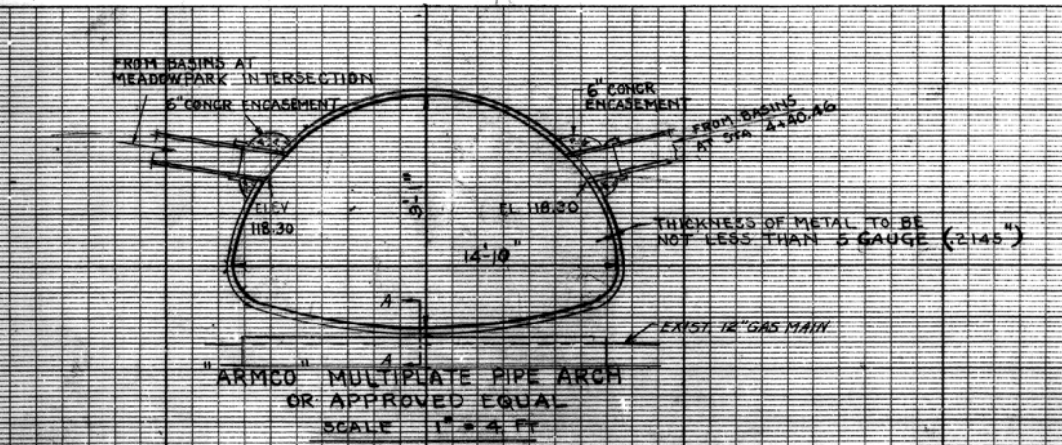 FROM BASINS AT
MEADOWPARK INTERSECTION
6" CONCR ENCASEMENT
6" CONCR
ENCASEMENT
FROM BASINS
AT STA 4+40.46
ELEV
118.30
9'-1"
EL. 118.30
THICKNESS OF METAL TO BE
NOT LESS THAN 5 GAUGE (.2145")
14'-10"
A
EXIST. 12" GAS MAIN
A
"ARMCO" MULTIPLATE PIPE ARCH
OR APPROVED EQUAL
SCALE 1" = 4 FT